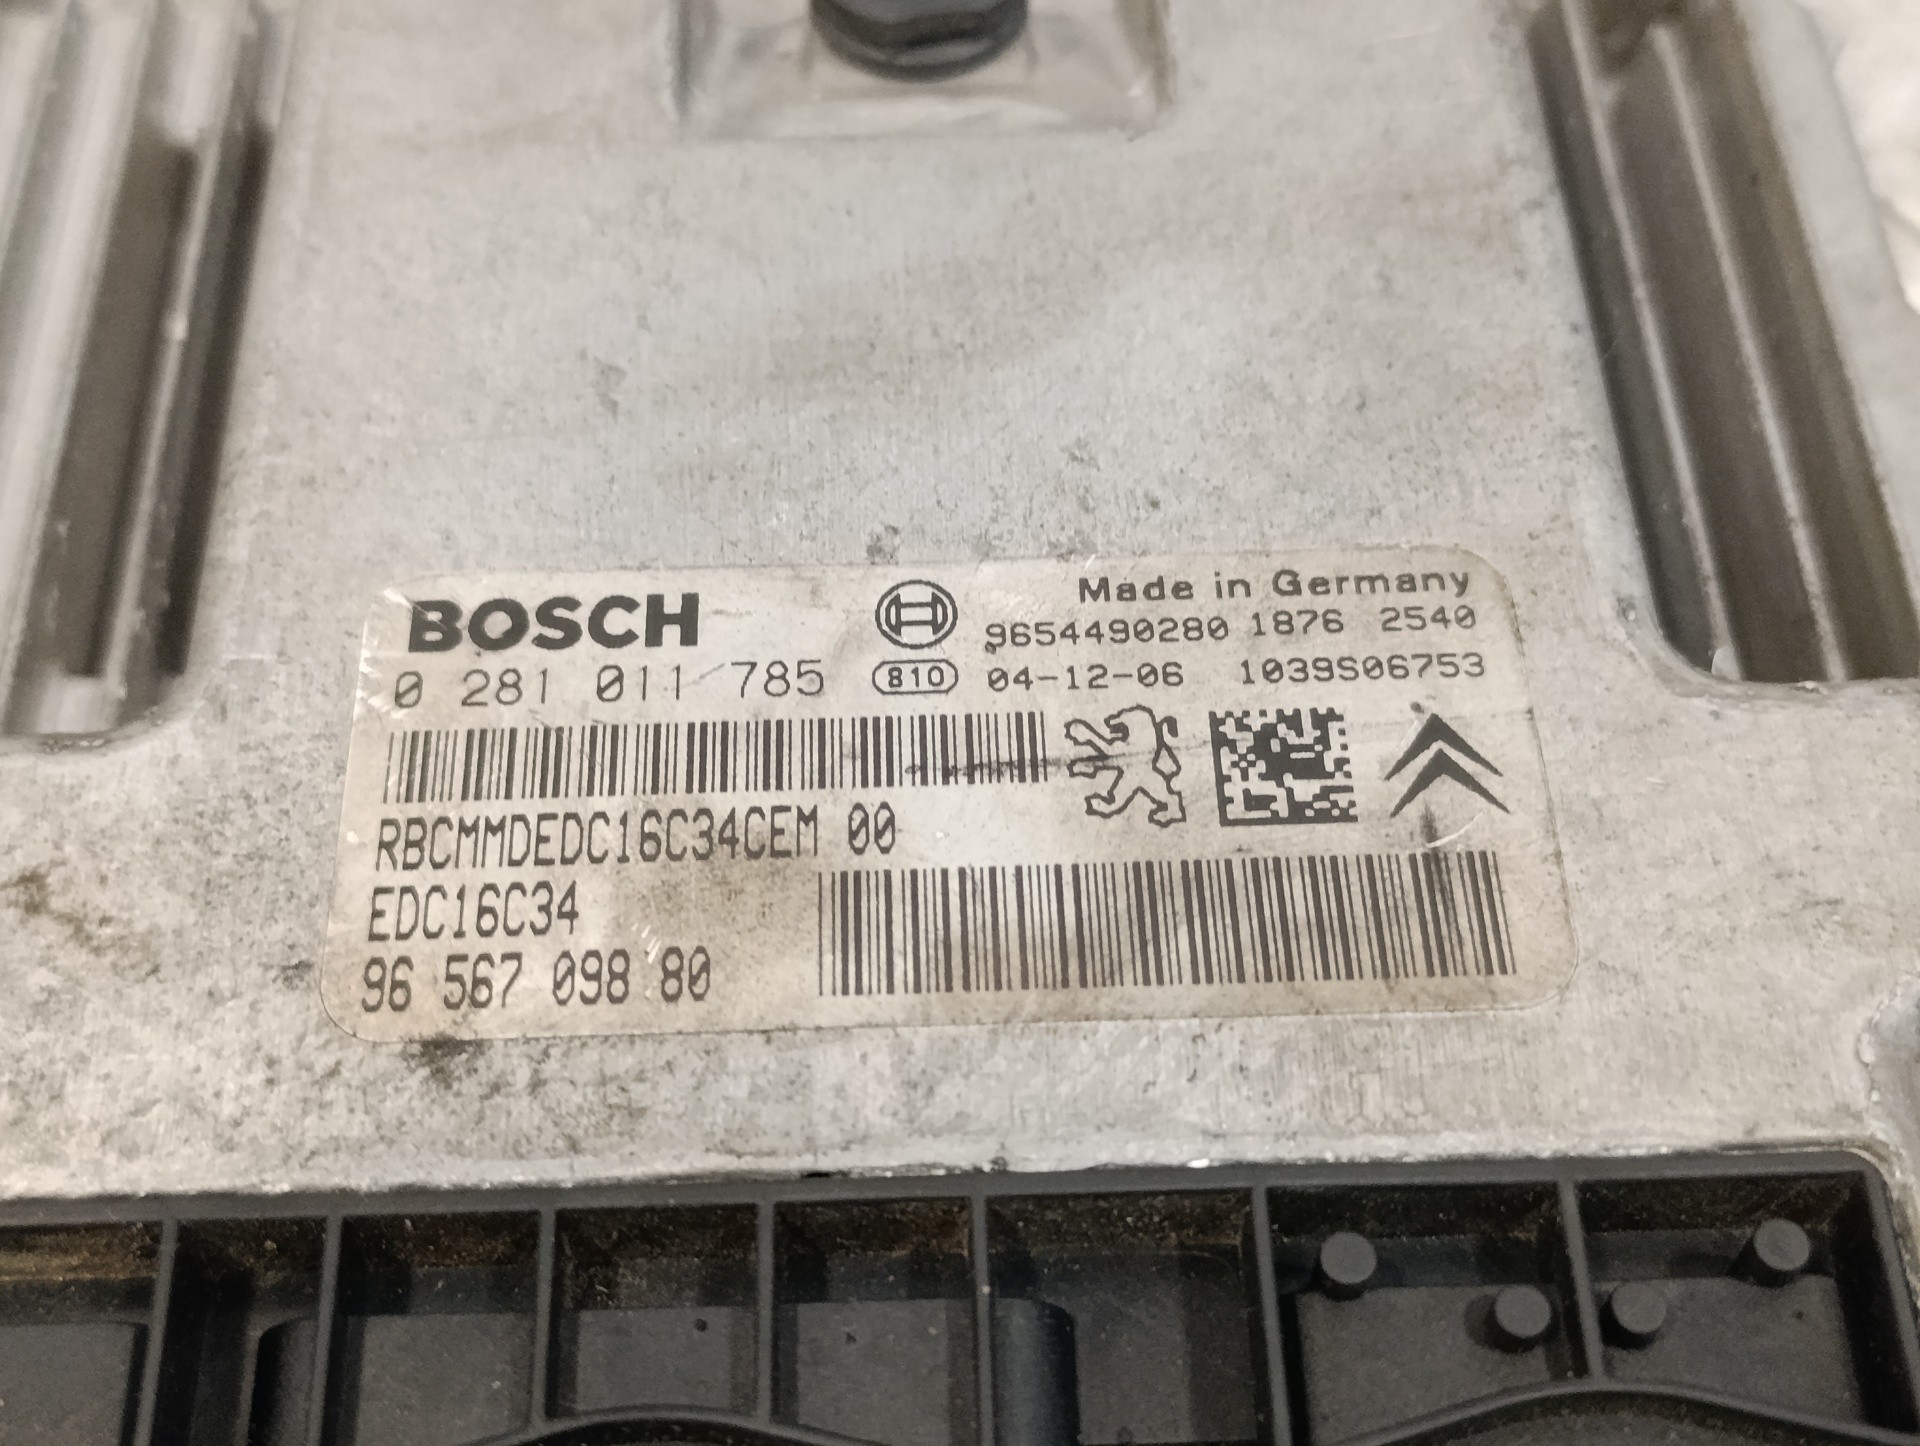 BOSCH
Made in Germany
9654490280 1876 2540
0 281 011 785
810
04-12-06 1039S06753
RBCMMDEDC16C34CEM 00
EDC16C34
96 567 098 80